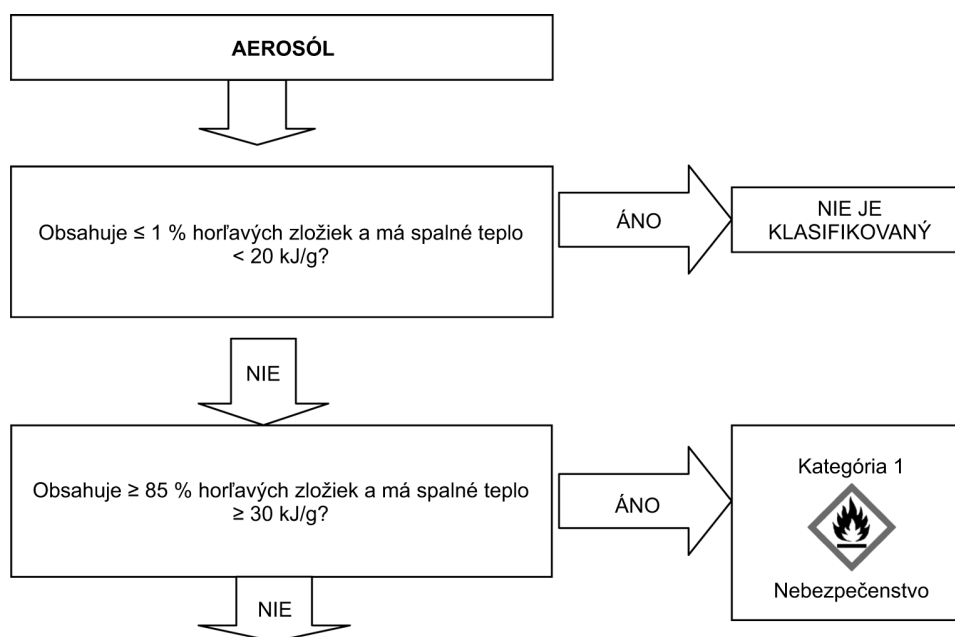 AEROSÓL
Obsahuje ≤ 1 % horľavých zložiek a má spalné teplo
< 20 kJ/g?
ÁNO
NIE JE
KLASIFIKOVANÝ
NIE
Obsahuje ≥ 85 % horľavých zložiek a má spalné teplo
≥ 30 kJ/g?
ÁNO
Kategória 1
Nebezpečenstvo
NIE